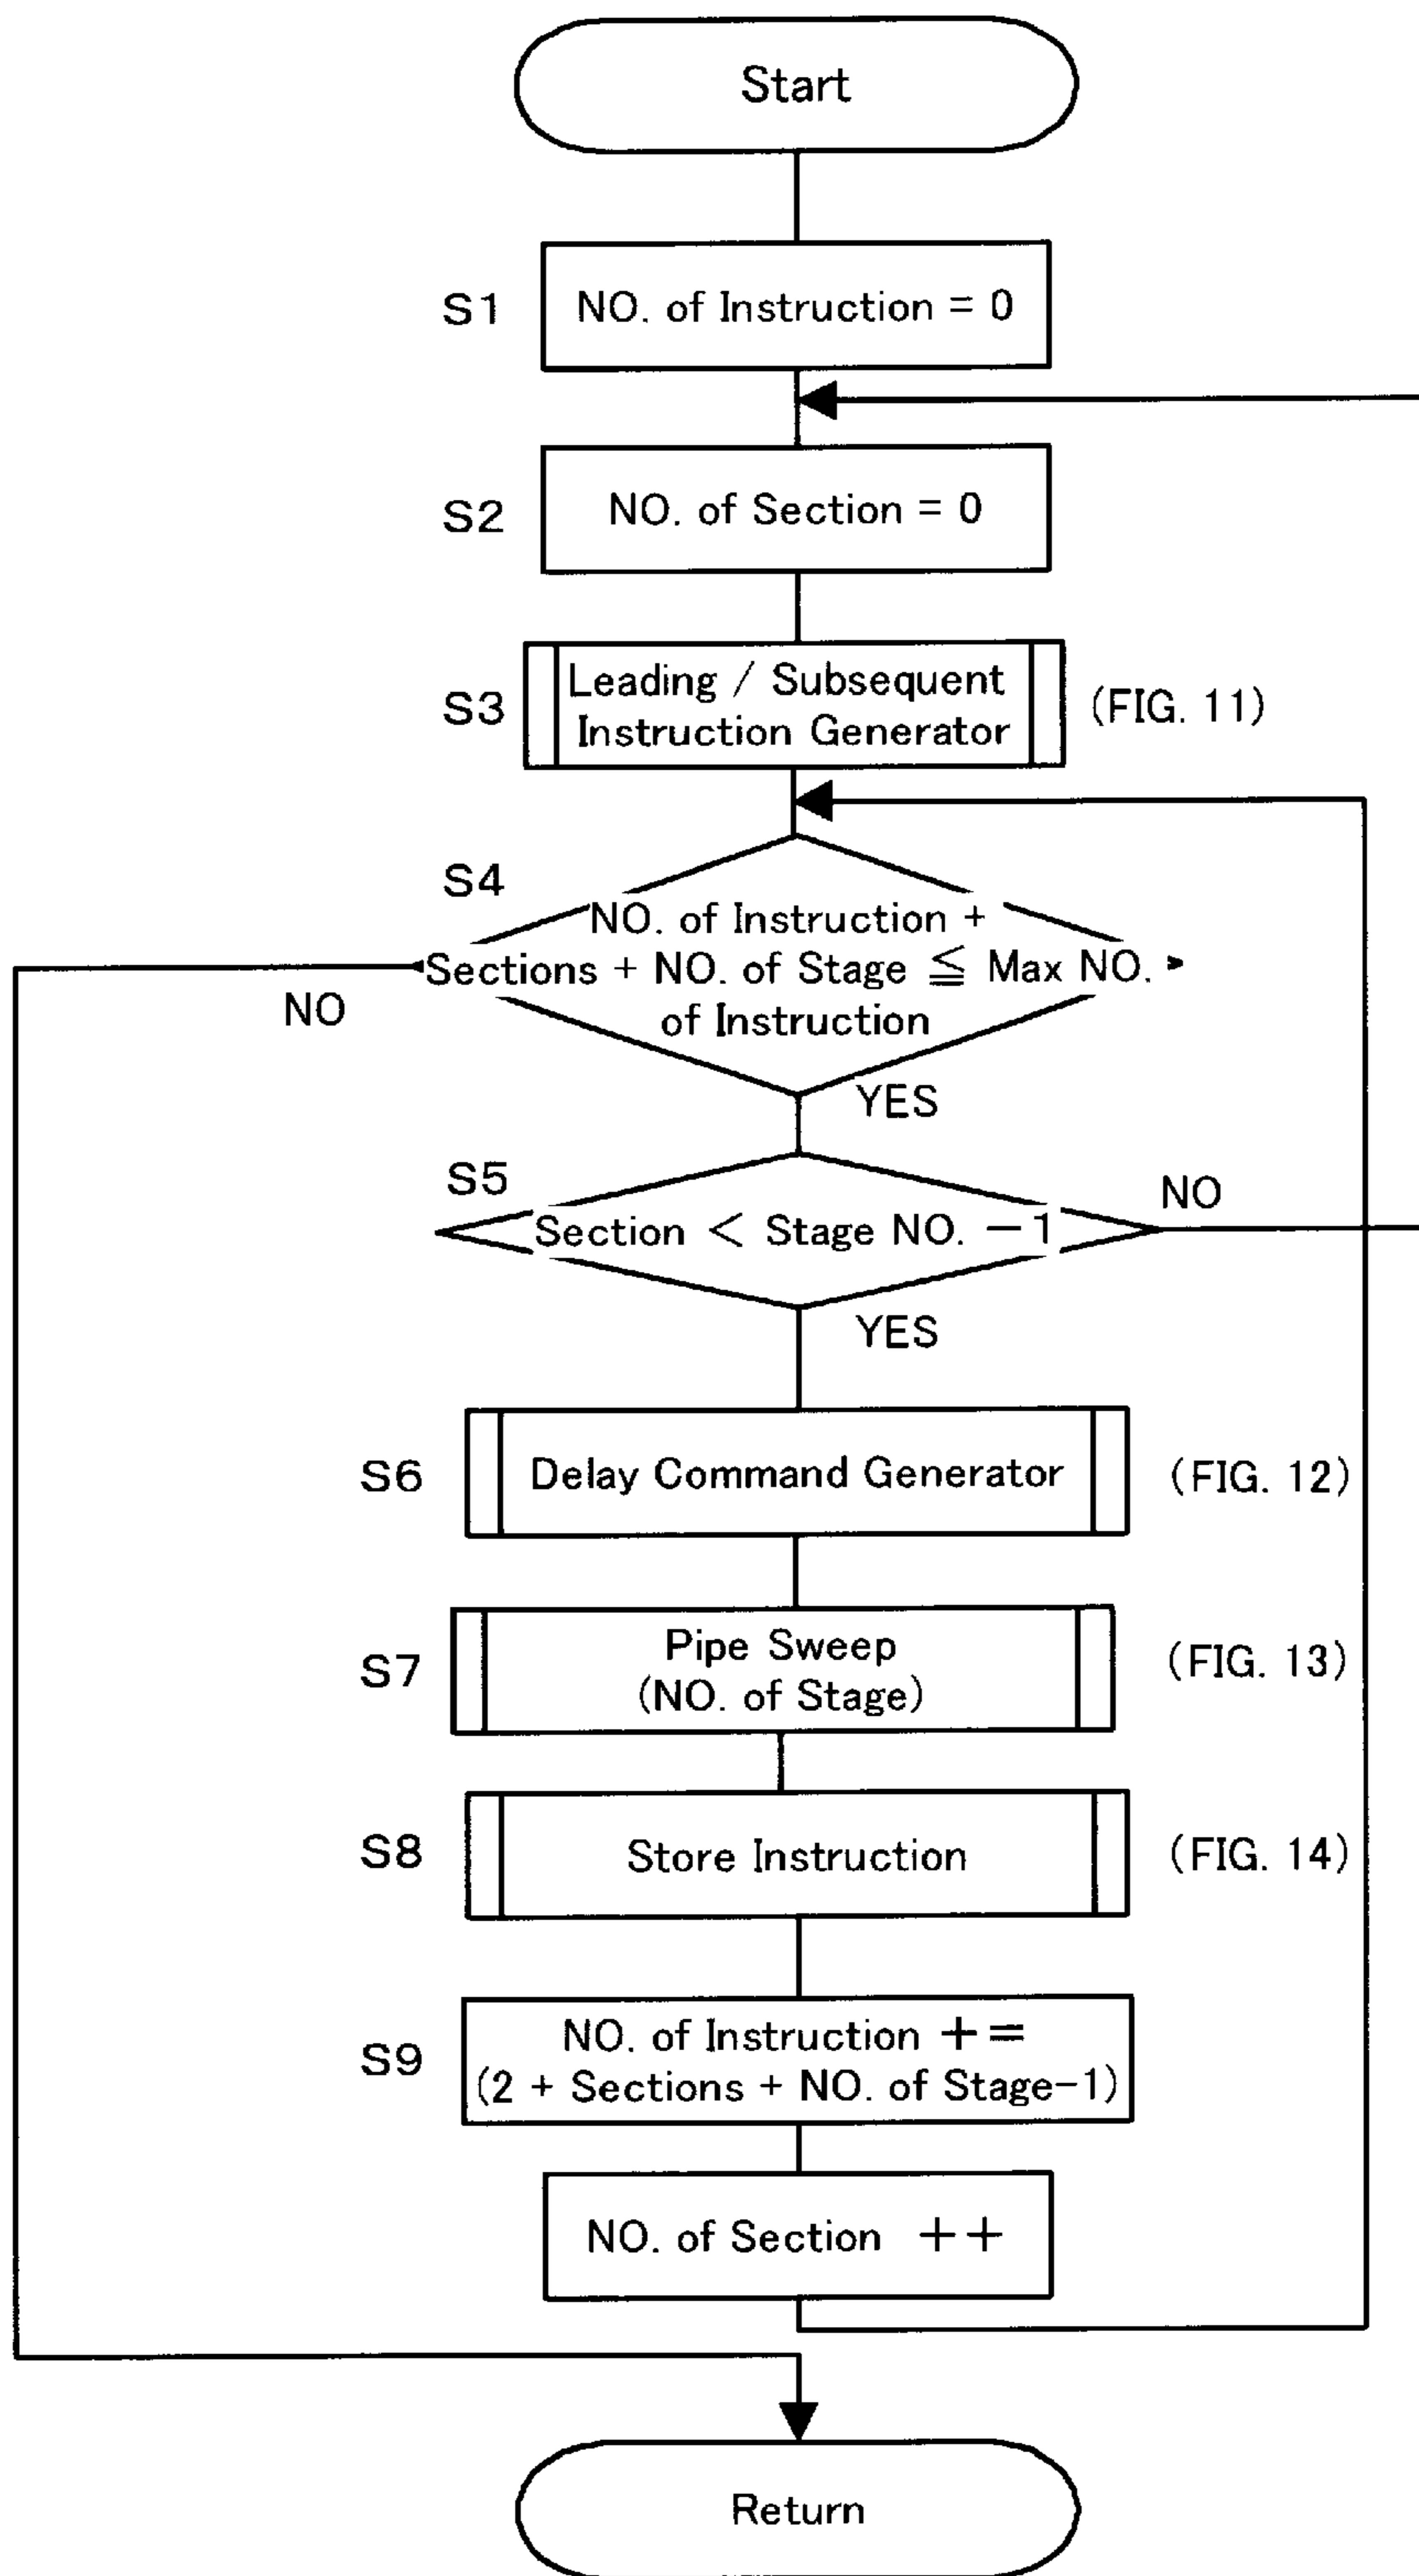 Start
S1
NO. of Instruction = 0
S2
NO. of Section = 0
S3
Leading / Subsequent
Instruction Generator
(FIG. 11)
S4
NO. of Instruction +
Sections + NO. of Stage ≦ Max NO.
of Instruction
NO
YES
S5
Section < Stage NO. −1
NO
YES
S6
Delay Command Generator
(FIG. 12)
S7
Pipe Sweep
(NO. of Stage)
(FIG. 13)
S8
Store Instruction
(FIG. 14)
S9
NO. of Instruction +=
(2 + Sections + NO. of Stage-1)
NO. of Section ++
Return